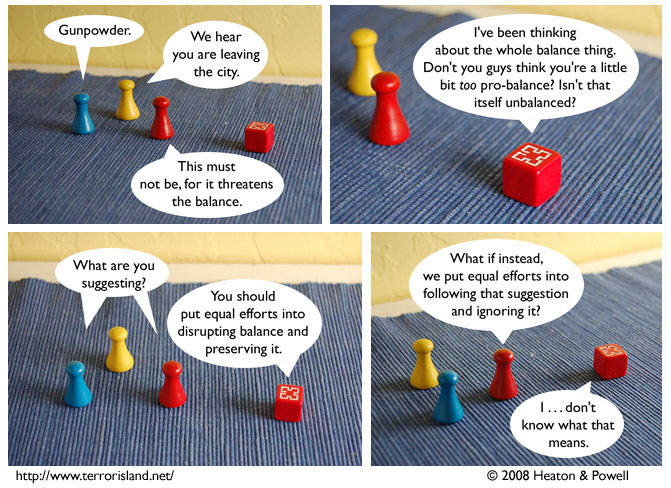 Gunpowder.
We hear
you are leaving
the city.
This must
not be, for it threatens
the balance.
I've been thinking
about the whole balance thing.
Don't you guys think you're a little
bit too pro-balance? Isn't that
itself unbalanced?
What are you
suggesting?
You should
put equal efforts into
disrupting balance and
preserving it.
What if instead,
we put equal efforts into
following that suggestion
and ignoring it?
I . . . don't
know what that
means.
http://www.terrorisland.net/
© 2008 Heaton & Powell